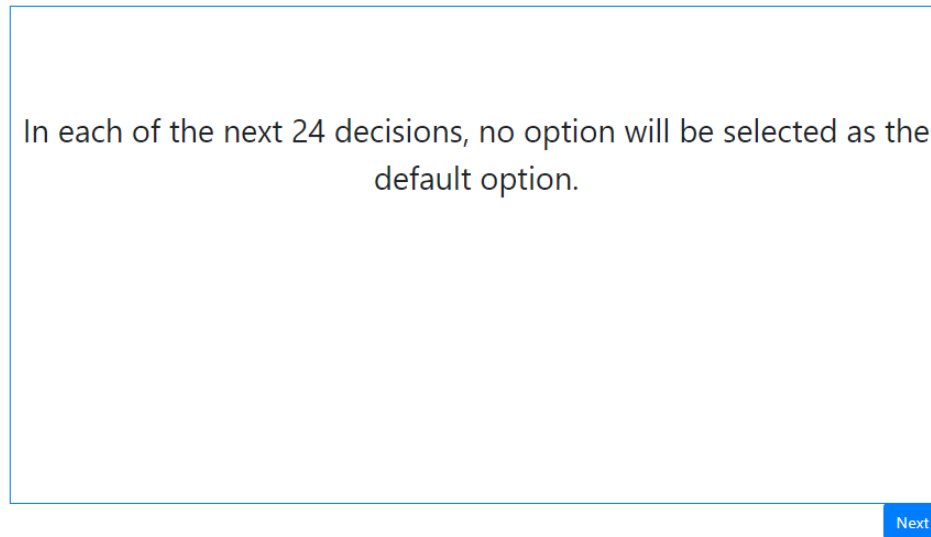 In each of the next 24 decisions, no option will be selected as the
default option.
Next